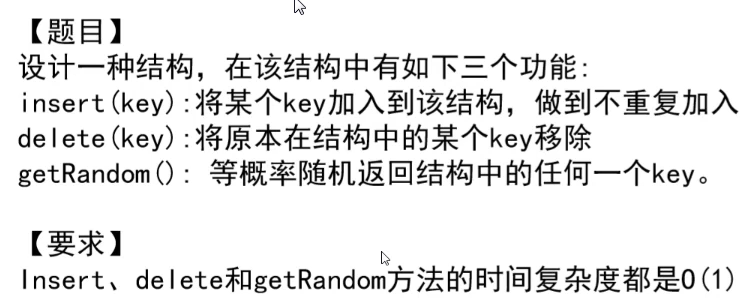 【题目】
设计一种结构，在该结构中有如下三个功能:
insert(key):将某个key加入到该结构，做到不重复加入
delete(key):将原本在结构中的某个key移除
getRandom(): 等概率随机返回结构中的任何一个key。
【要求】
Insert、delete和getRandom方法的时间复杂度都是O(1)